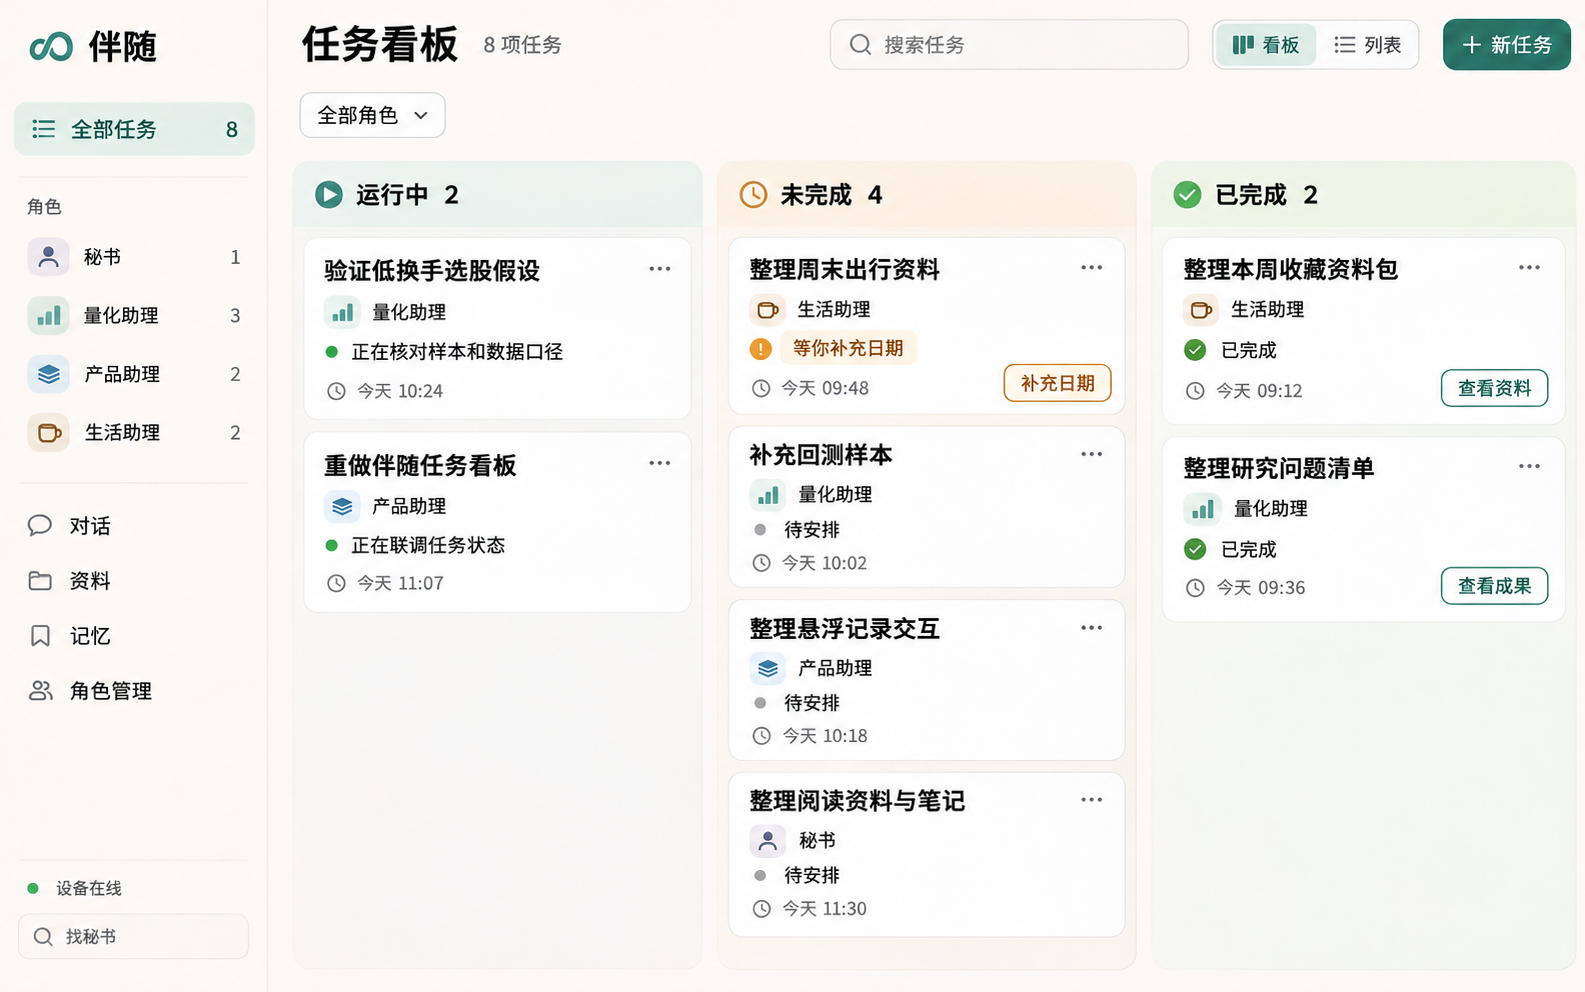 伴随
全部任务 8
角色
秘书 1
量化助理 3
产品助理 2
生活助理 2
对话
资料
记忆
角色管理
设备在线
找秘书
任务看板 8 项任务
搜索任务
看板 列表
新任务
全部角色
运行中 2
验证低换手选股假设
量化助理
正在核对样本和数据口径
今天 10:24
重做伴随任务看板
产品助理
正在联调任务状态
今天 11:07
未完成 4
整理周末出行资料
生活助理
等你补充日期
今天 09:48
补充日期
补充回测样本
量化助理
待安排
今天 10:02
整理悬浮记录交互
产品助理
待安排
今天 10:18
整理阅读资料与笔记
秘书
待安排
今天 11:30
已完成 2
整理本周收藏资料包
生活助理
已完成
今天 09:12
查看资料
整理研究问题清单
量化助理
已完成
今天 09:36
查看成果